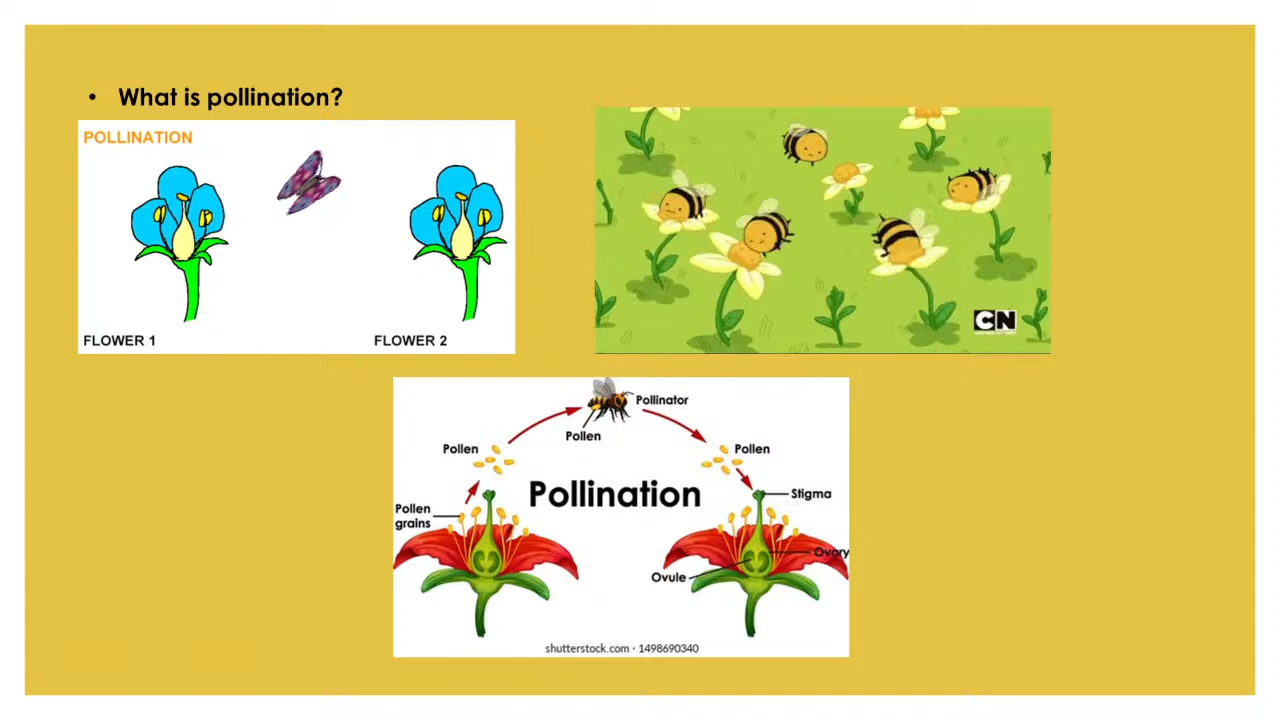 • What is pollination?
POLLINATION
FLOWER 1
FLOWER 2
CN
Pollinator
Pollen
Pollen
Pollen
Pollination
Stigma
Pollen
grains
Ovary
Ovule
shutterstock.com · 1498690340